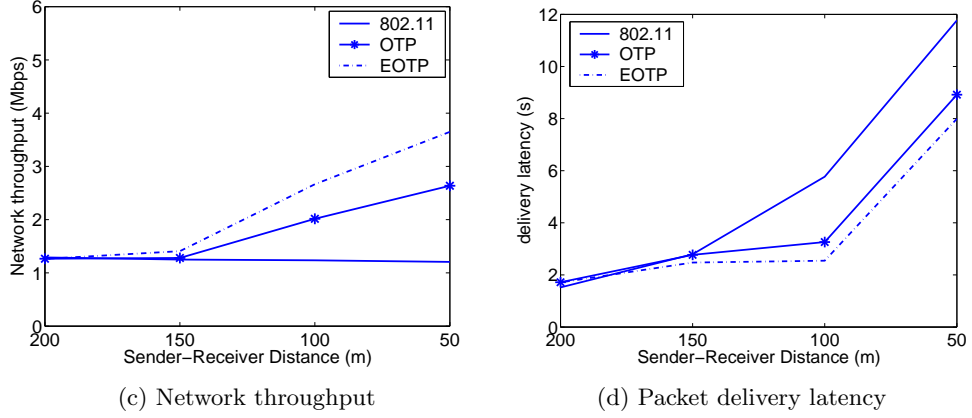 6
5
4
3
2
1
0
Network throughput (Mbps)
802.11
OTP
EOTP
200
150
100
50
Sender−Receiver Distance (m)
(c) Network throughput
12
10
8
6
4
2
0
delivery latency (s)
802.11
OTP
EOTP
200
150
100
50
Sender−Receiver Distance (m)
(d) Packet delivery latency